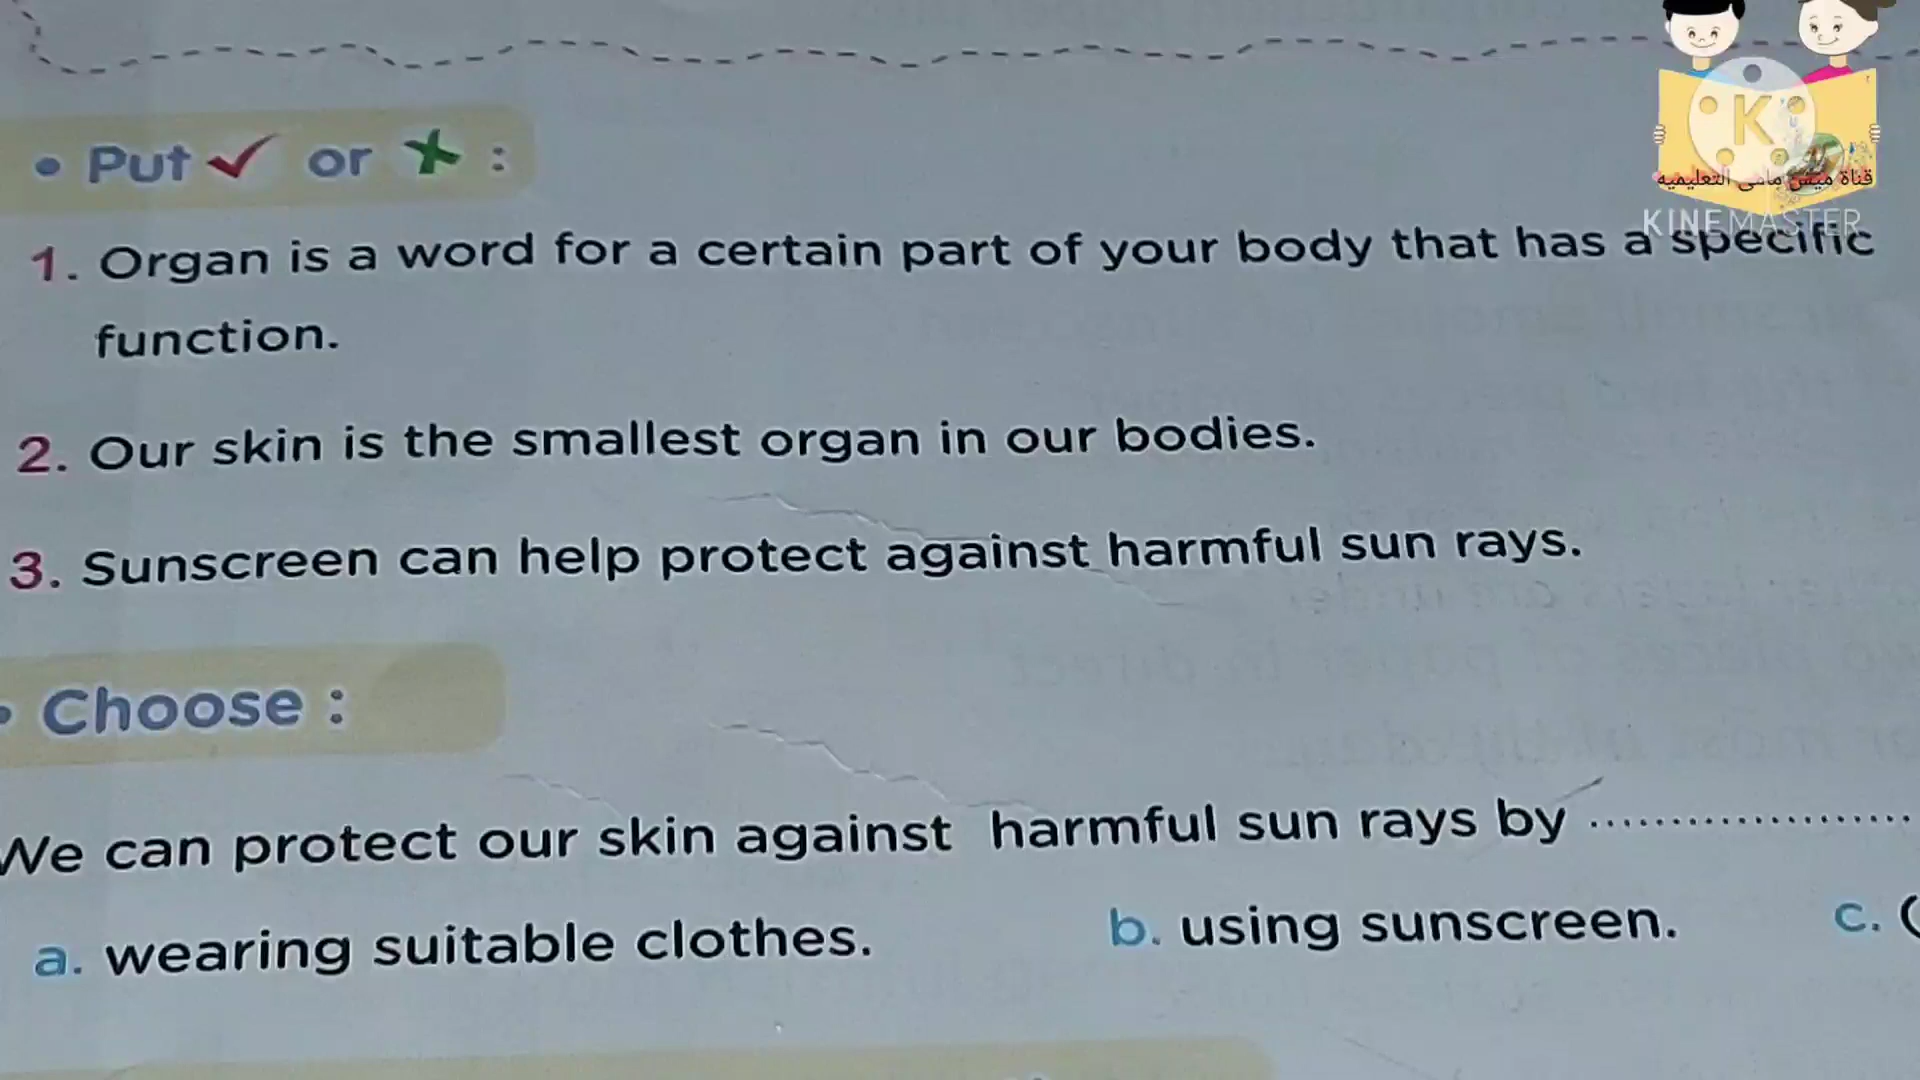 قناة ميس مامى التعليميه
KINEMASTER
• Put ✓ or ✗ :
1. Organ is a word for a certain part of your body that has a specific
function.
2. Our skin is the smallest organ in our bodies.
3. Sunscreen can help protect against harmful sun rays.
• Choose :
We can protect our skin against harmful sun rays by ....................
a. wearing suitable clothes. b. using sunscreen. c. (